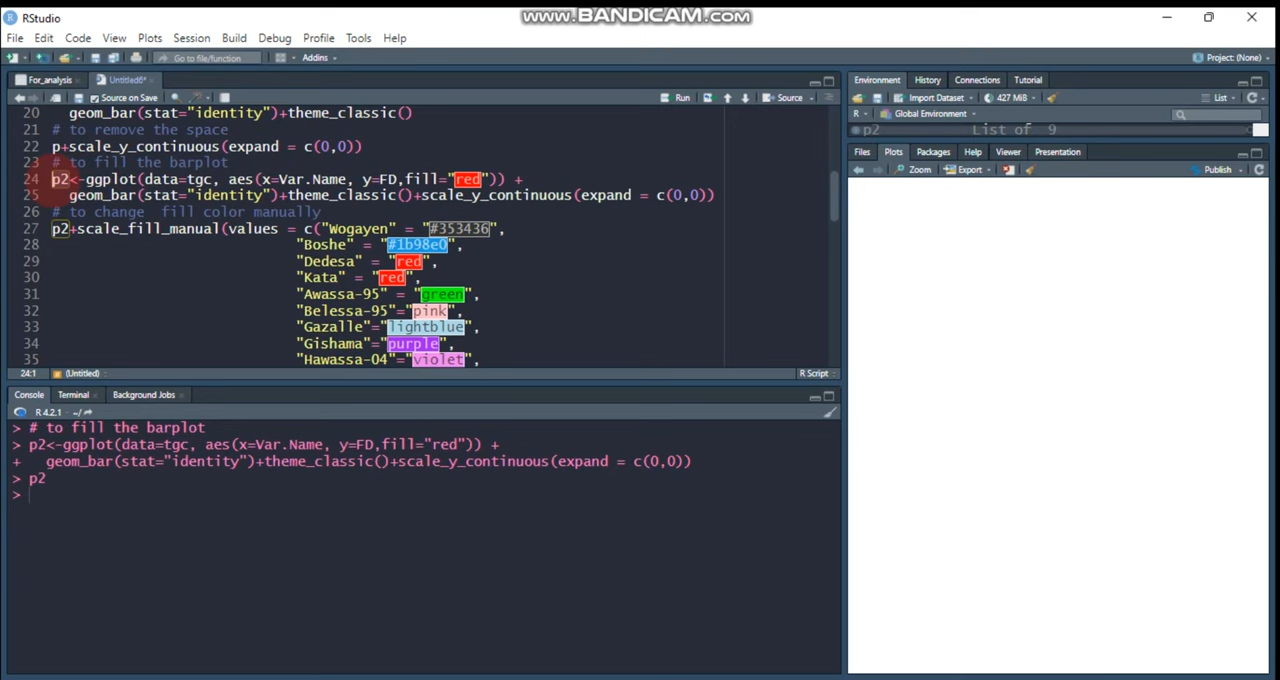 RStudio
www.BANDICAM.com
File Edit Code View Plots Session Build Debug Profile Tools Help
Go to file/function Addins Project: (None)
For_analysis Untitled6*
Source on Save Run Source
20 geom_bar(stat="identity")+theme_classic()
21 # to remove the space
22 p+scale_y_continuous(expand = c(0,0))
23 # to fill the barplot
24 p2<-ggplot(data=tgc, aes(x=Var.Name, y=FD,fill="red")) +
25 geom_bar(stat="identity")+theme_classic()+scale_y_continuous(expand = c(0,0))
26 # to change  fill color manually
27 p2+scale_fill_manual(values = c("Wogayen" = "#353436",
28 "Boshe" = "#1b98e0",
29 "Dedesa" = "red",
30 "Kata" = "red",
31 "Awassa-95" = "green",
32 "Belessa-95"="pink",
33 "Gazalle"="lightblue",
34 "Gishama"="purple",
35 "Hawassa-04"="violet",
24:1 (Untitled) R Script
Console Terminal Background Jobs
R 4.2.1 · ~/
> # to fill the barplot
> p2<-ggplot(data=tgc, aes(x=Var.Name, y=FD,fill="red")) +
+ geom_bar(stat="identity")+theme_classic()+scale_y_continuous(expand = c(0,0))
> p2
>
Environment History Connections Tutorial
Import Dataset 427 MiB List
R Global Environment
p2 List of 9
Files Plots Packages Help Viewer Presentation
Zoom Export Publish